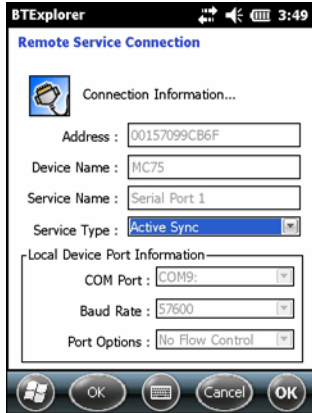 BTExplorer 3:49
Remote Service Connection
Connection Information...
Address : 00157099CB6F
Device Name : MC75
Service Name : Serial Port 1
Service Type : Active Sync
Local Device Port Information
COM Port : COM9:
Baud Rate : 57600
Port Options : No Flow Control
OK Cancel OK